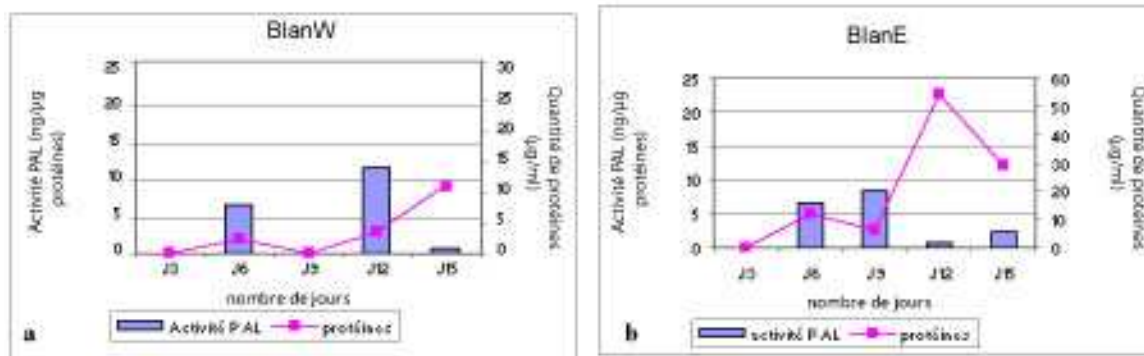 BlanW
Activité PAL (ng/µg
protéines)
25
20
15
10
5
0
30
25
20
15
10
5
0
Quantité de protéines
(µg/ml)
J3 J6 J9 J12 J15
nombre de jours
Activité PAL protéines
a
BlanE
Activité PAL (ng/µg
protéines)
25
20
15
10
5
0
60
50
40
30
20
10
0
Quantité de protéines
(µg/ml)
J3 J6 J9 J12 J15
nombre de jours
activité PAL protéines
b